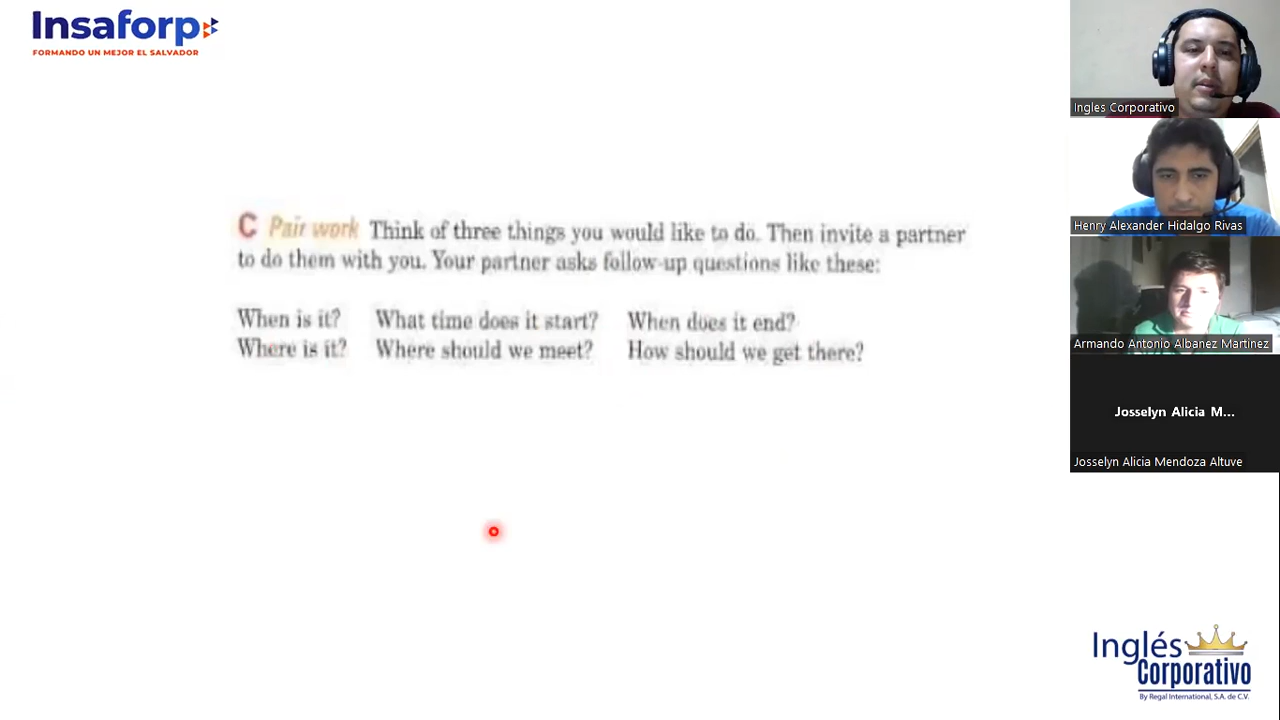 Insaforp
FORMANDO UN MEJOR EL SALVADOR
C Pair work Think of three things you would like to do. Then invite a partner
to do them with you. Your partner asks follow-up questions like these:
When is it? What time does it start? When does it end?
Where is it? Where should we meet? How should we get there?
Ingles Corporativo
Henry Alexander Hidalgo Rivas
Armando Antonio Albanez Martinez
Josselyn Alicia M...
Josselyn Alicia Mendoza Altuve
Inglés
Corporativo
By Regal International, S.A. de C.V.